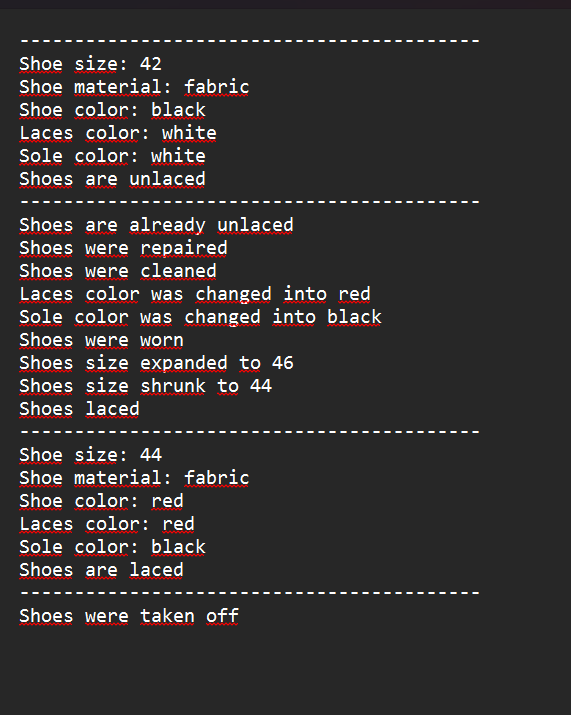 ------------------------------------------
Shoe size: 42
Shoe material: fabric
Shoe color: black
Laces color: white
Sole color: white
Shoes are unlaced
------------------------------------------
Shoes are already unlaced
Shoes were repaired
Shoes were cleaned
Laces color was changed into red
Sole color was changed into black
Shoes were worn
Shoes size expanded to 46
Shoes size shrunk to 44
Shoes laced
------------------------------------------
Shoe size: 44
Shoe material: fabric
Shoe color: red
Laces color: red
Sole color: black
Shoes are laced
------------------------------------------
Shoes were taken off